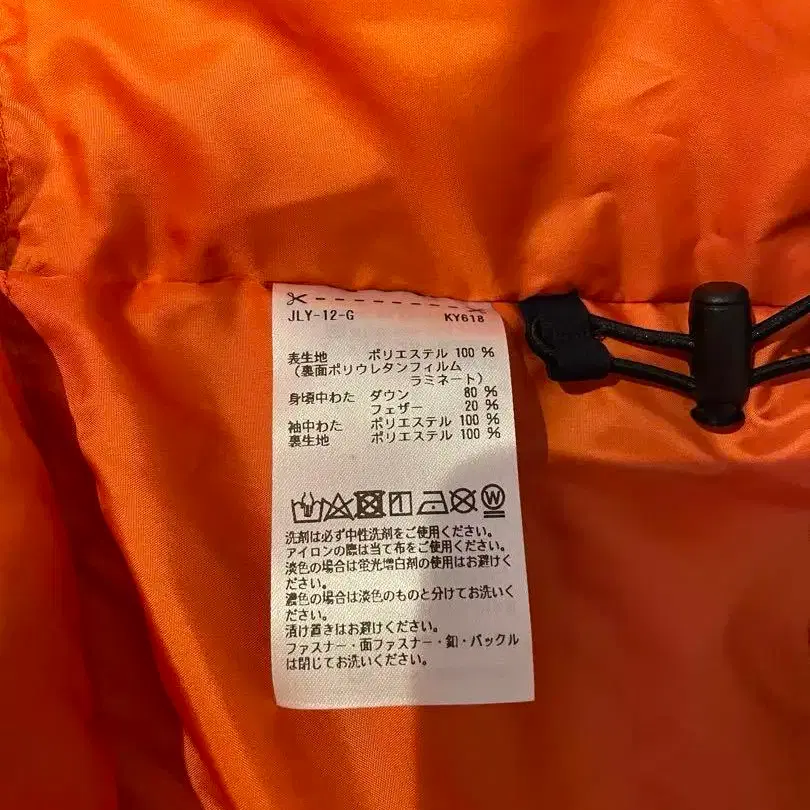 JLY-12-G KY618
表生地 ポリエステル 100 %
(裏面ポリウレタンフィルム
ラミネート)
身頃中わた ダウン 80 %
フェザー 20 %
袖中わた ポリエステル 100 %
裏生地 ポリエステル 100 %
W
洗剤は必ず中性洗剤をご使用ください。
アイロンの際は当て布をご使用ください。
淡色の場合は蛍光増白剤の使用はお避けく
ださい。
濃色の場合は淡色のものと分けてお洗いく
ださい。
漬け置きはお避けください。
ファスナー・面ファスナー・釦・バックル
は閉じてお洗いください。